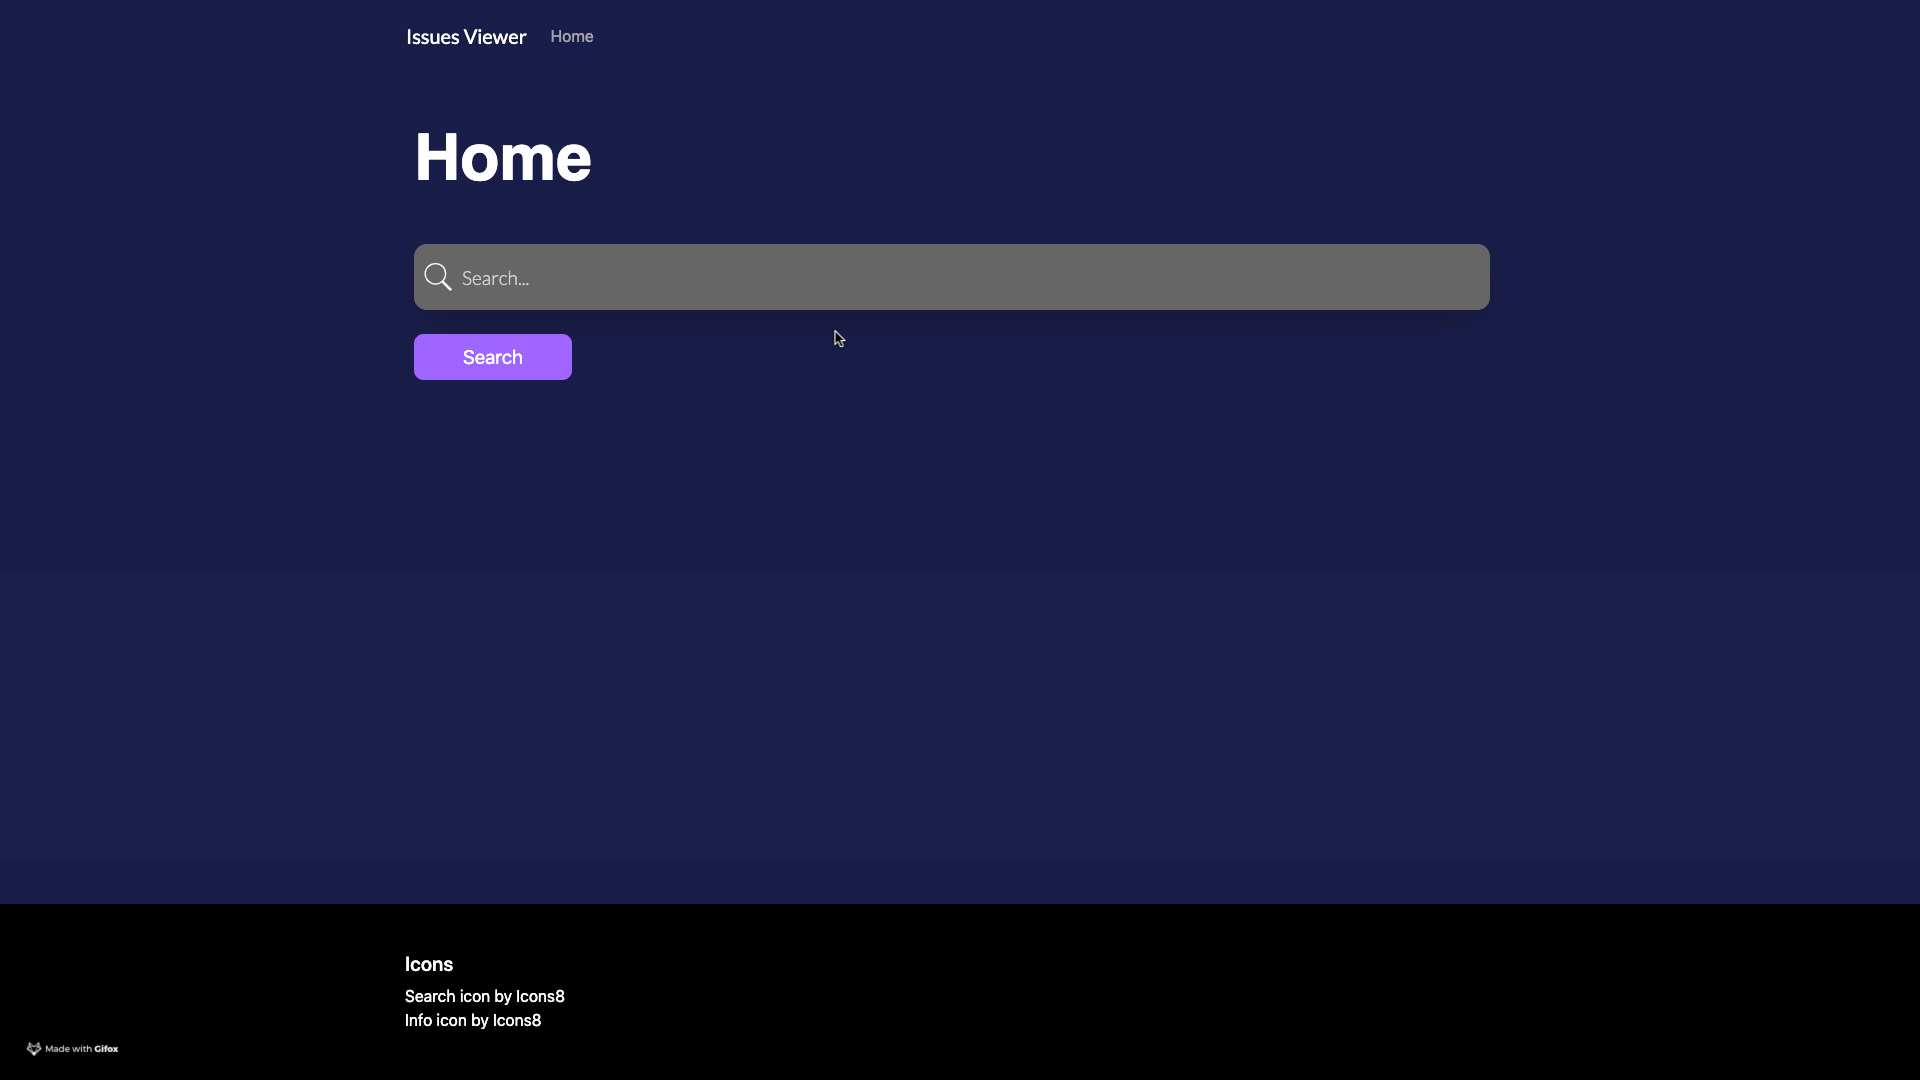 Issues Viewer Home
Home
Search...
Search
Icons
Search icon by Icons8
Info icon by Icons8
Made with Gifox